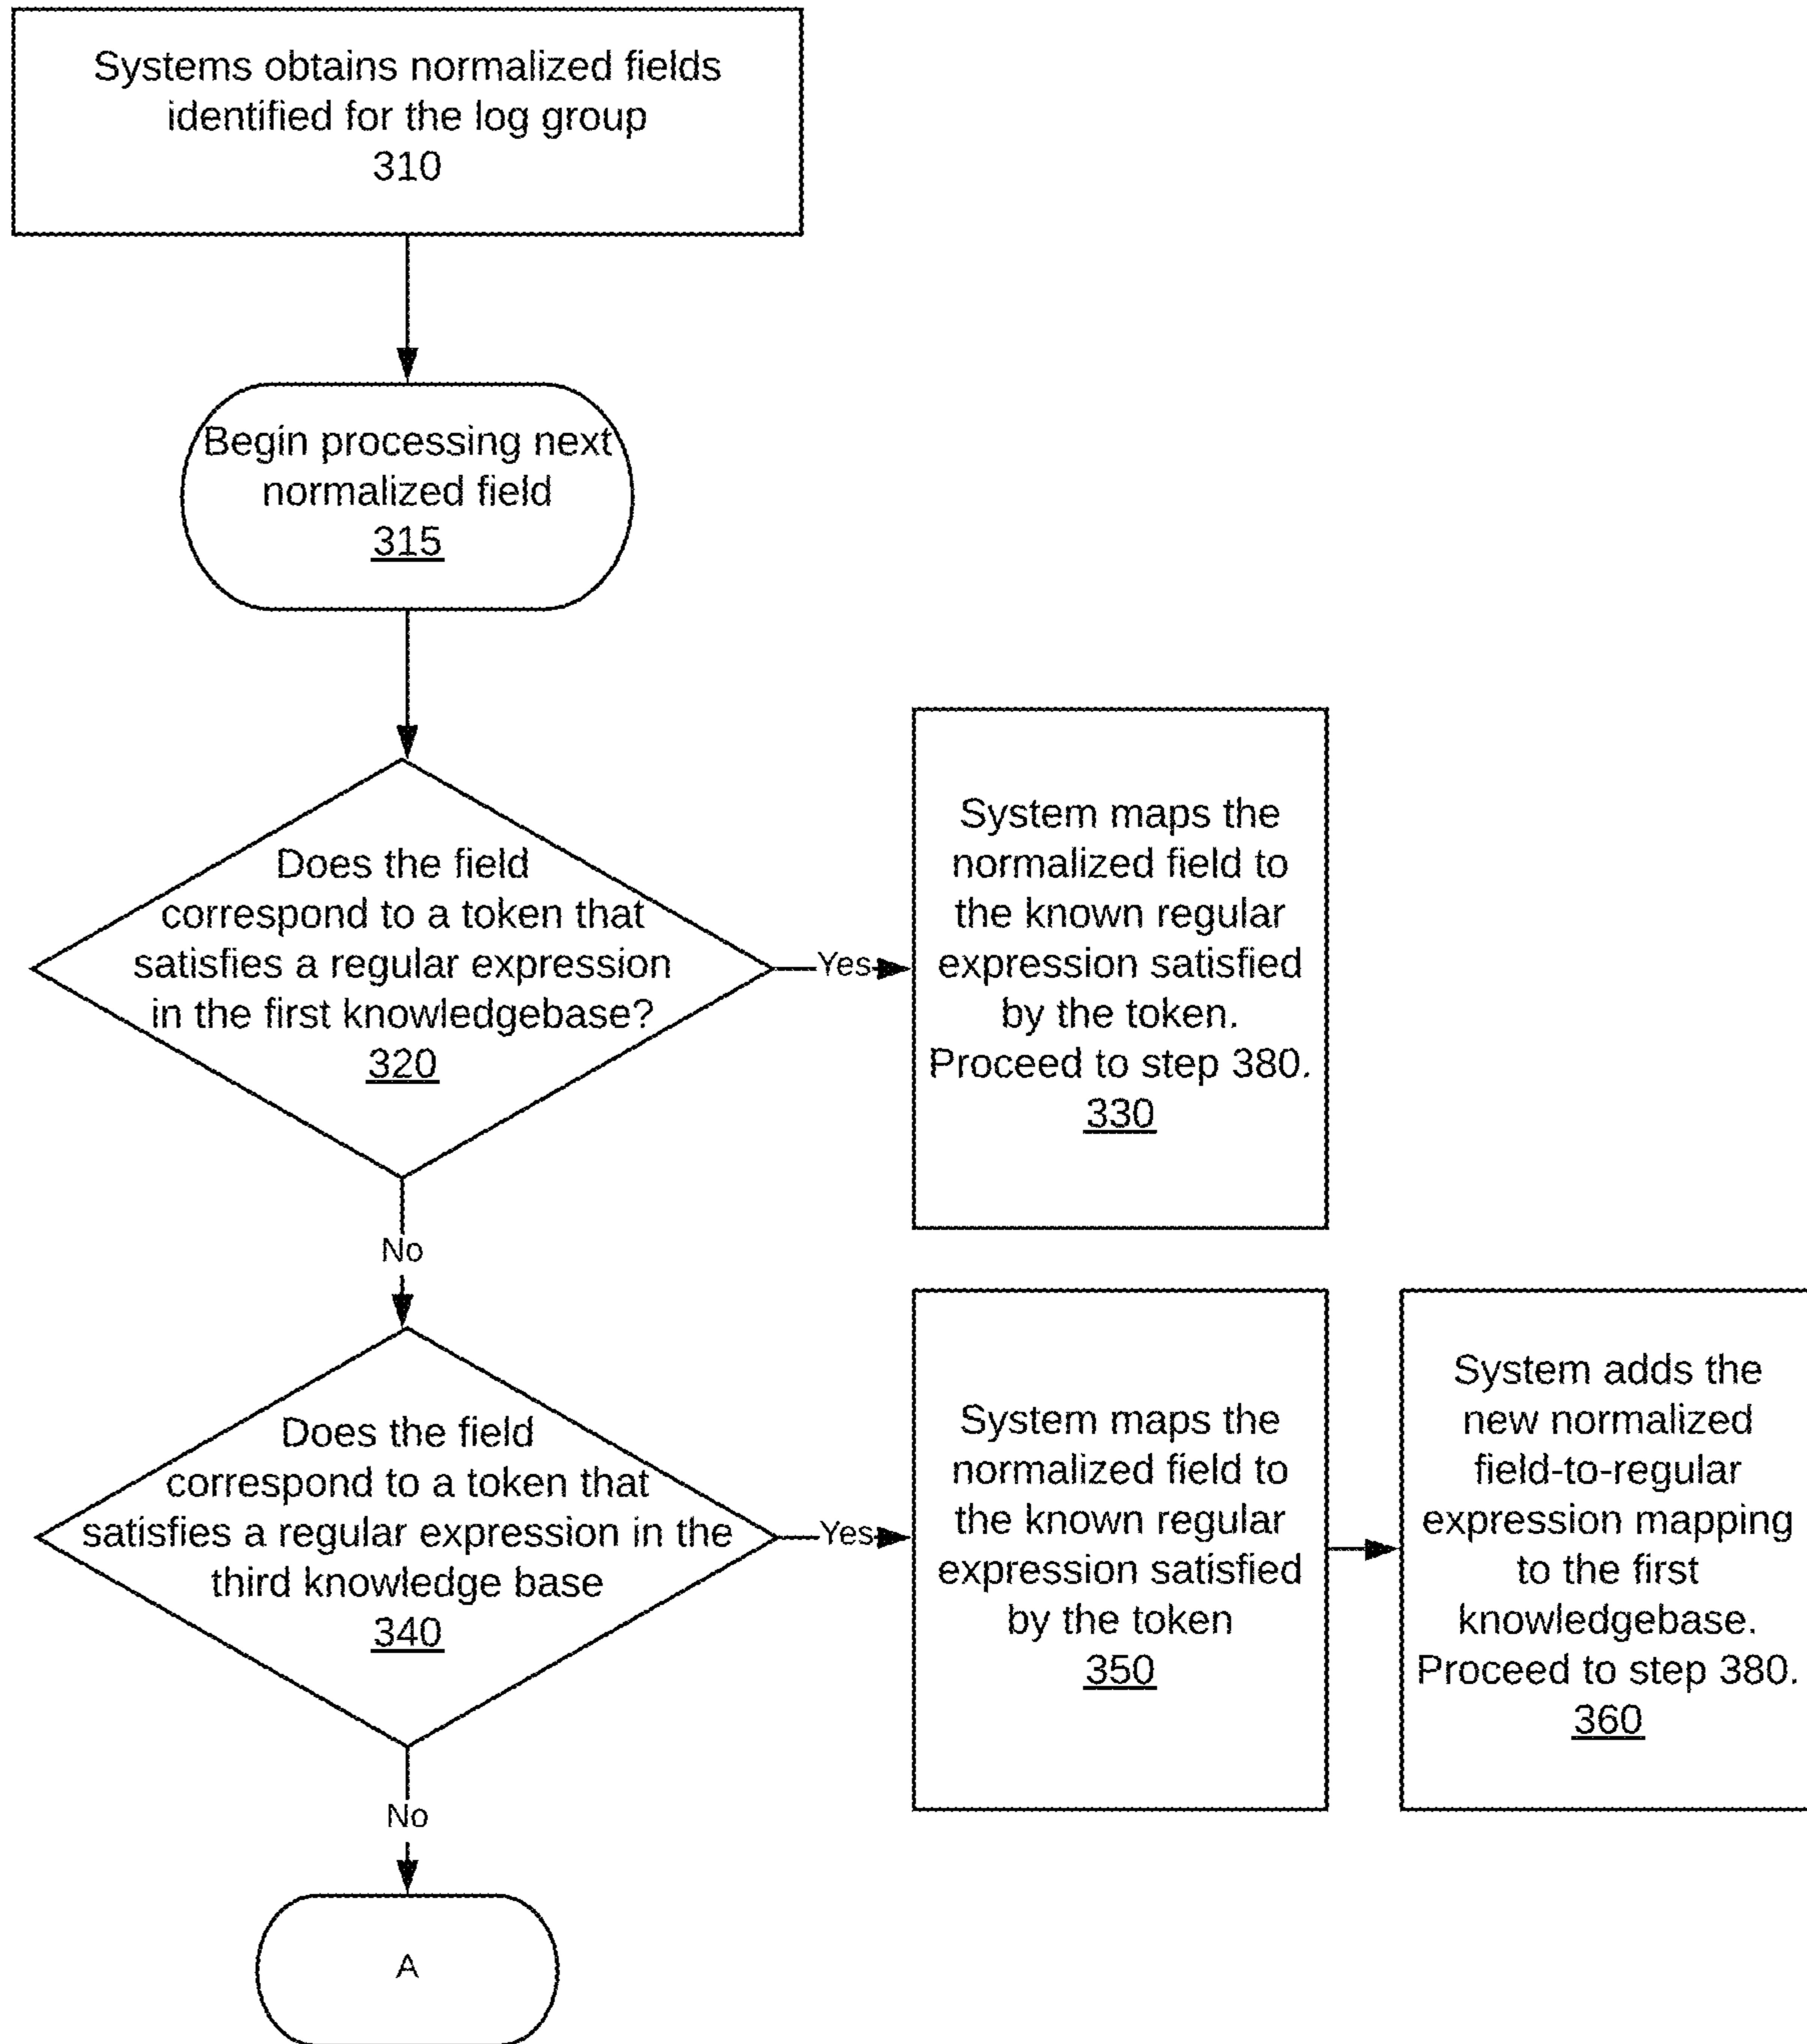 Systems obtains normalized fields
identified for the log group
310
Begin processing next
normalized field
315
Does the field
correspond to a token that
satisfies a regular expression
in the first knowledgebase?
320
Yes
System maps the
normalized field to
the known regular
expression satisfied
by the token.
Proceed to step 380.
330
No
Does the field
correspond to a token that
satisfies a regular expression in the
third knowledge base
340
Yes
System maps the
normalized field to
the known regular
expression satisfied
by the token
350
System adds the
new normalized
field-to-regular
expression mapping
to the first
knowledgebase.
Proceed to step 380.
360
No
A